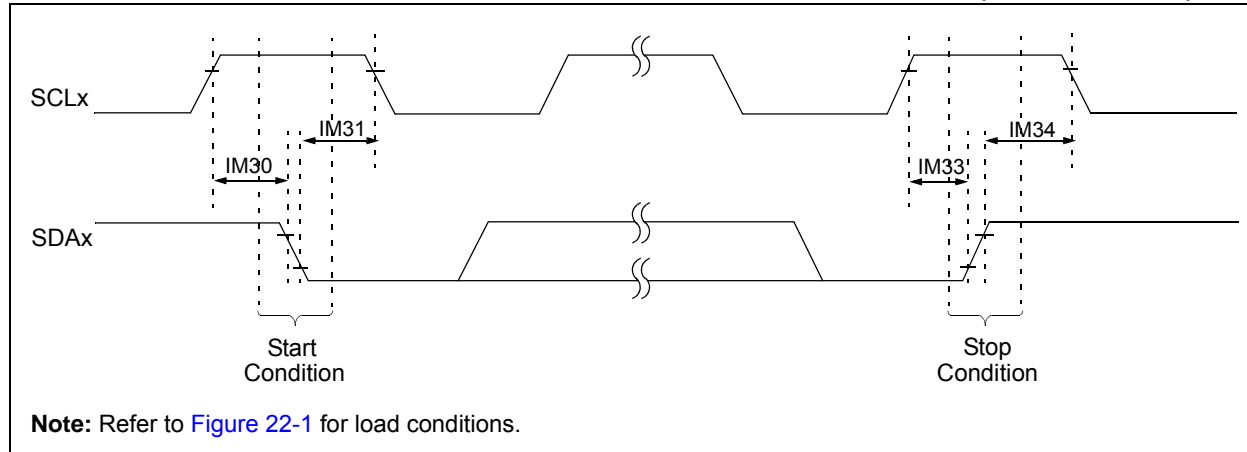 SCLx
IM31
IM34
IM30
IM33
SDAx
Start
Condition
Stop
Condition
Note: Refer to Figure 22-1 for load conditions.